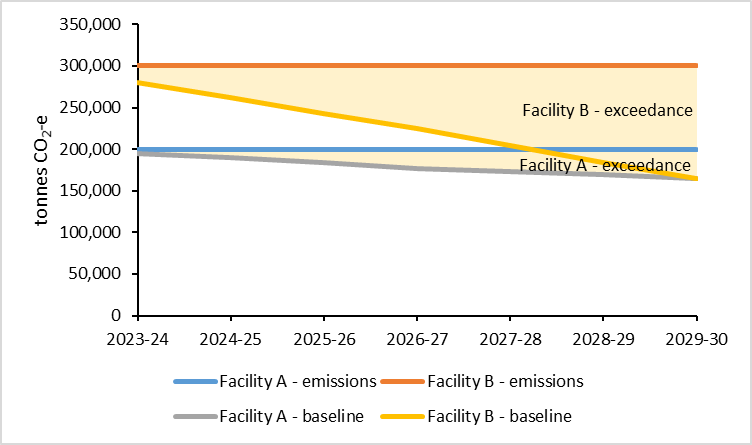 350,000
300,000
250,000
200,000
150,000
100,000
50,000
0
tonnes CO₂-e
Facility B - exceedance
Facility A - exceedance
2023-24 2024-25 2025-26 2026-27 2027-28 2028-29 2029-30
Facility A - emissions Facility B - emissions
Facility A - baseline Facility B - baseline